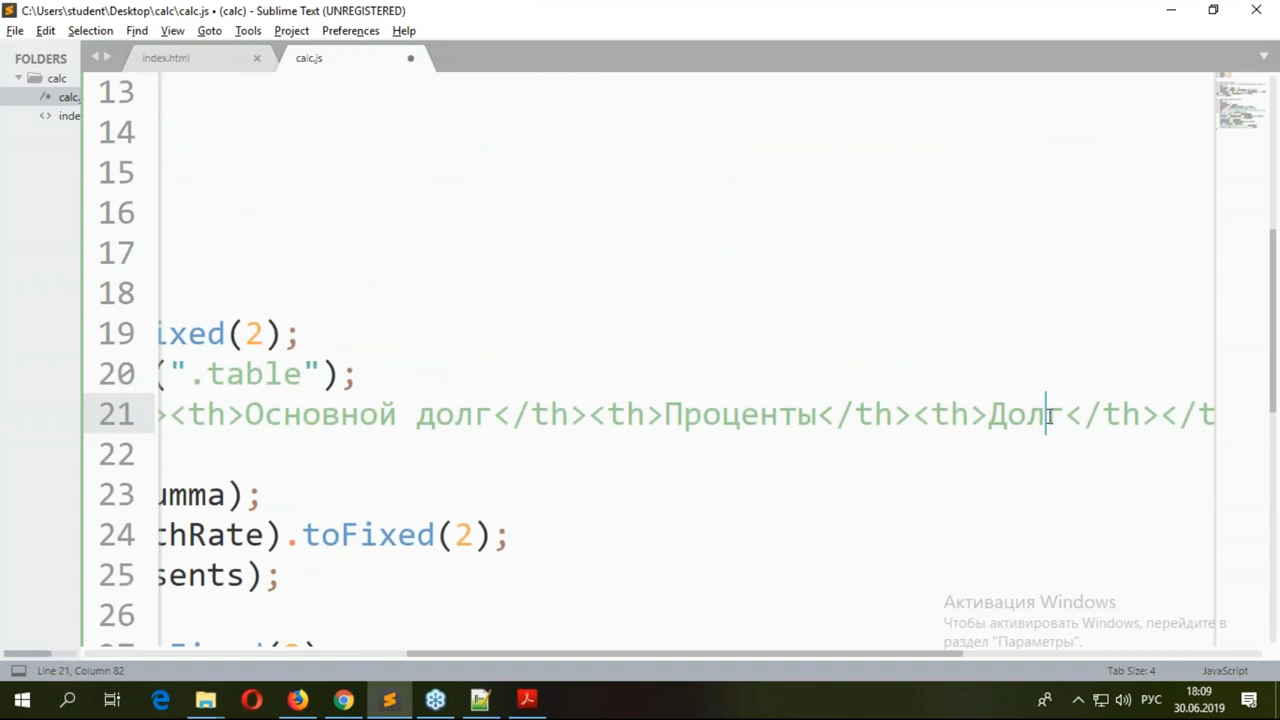 C:\Users\student\Desktop\calc\calc.js • (calc) - Sublime Text (UNREGISTERED)
File Edit Selection Find View Goto Tools Project Preferences Help
FOLDERS
calc
/* calc.
<> inde
index.html ×
calc.js
13
14
15
16
17
18
19 ixed(2);
20 (".table");
21 ><th>Основной долг</th><th>Проценты</th><th>Долг</th></t
22
23 umma);
24 thRate).toFixed(2);
25 sents);
26
Активация Windows
Чтобы активировать Windows, перейдите в
раздел "Параметры".
Line 21, Column 82
Tab Size: 4
JavaScript
РУС
18:09
30.06.2019